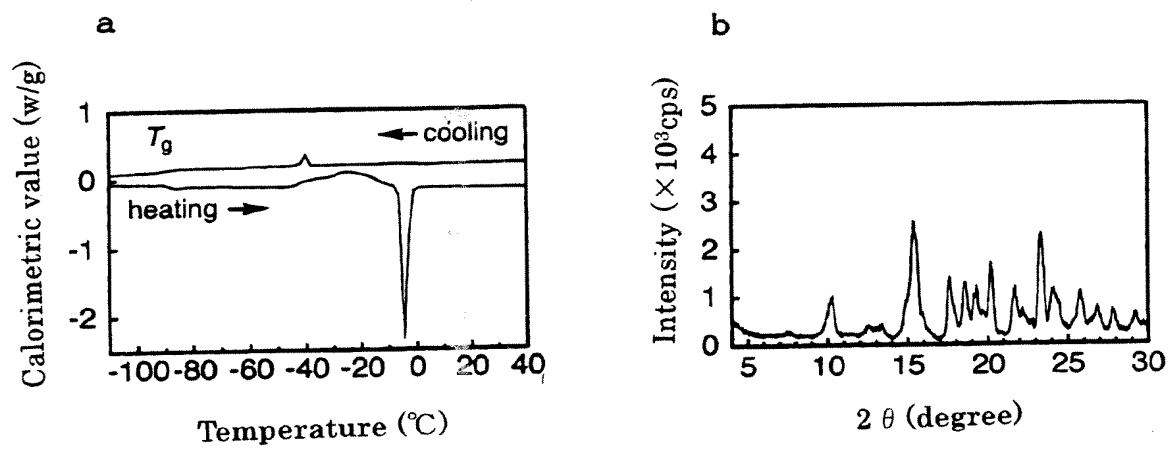 a
Calorimetric value (w/g)
1
0
-1
-2
Tg
cooling
heating
-100 -80 -60 -40 -20 0 20 40
Temperature (℃)
b
Intensity (×10³cps)
5
4
3
2
1
0
5 10 15 20 25 30
2 θ (degree)